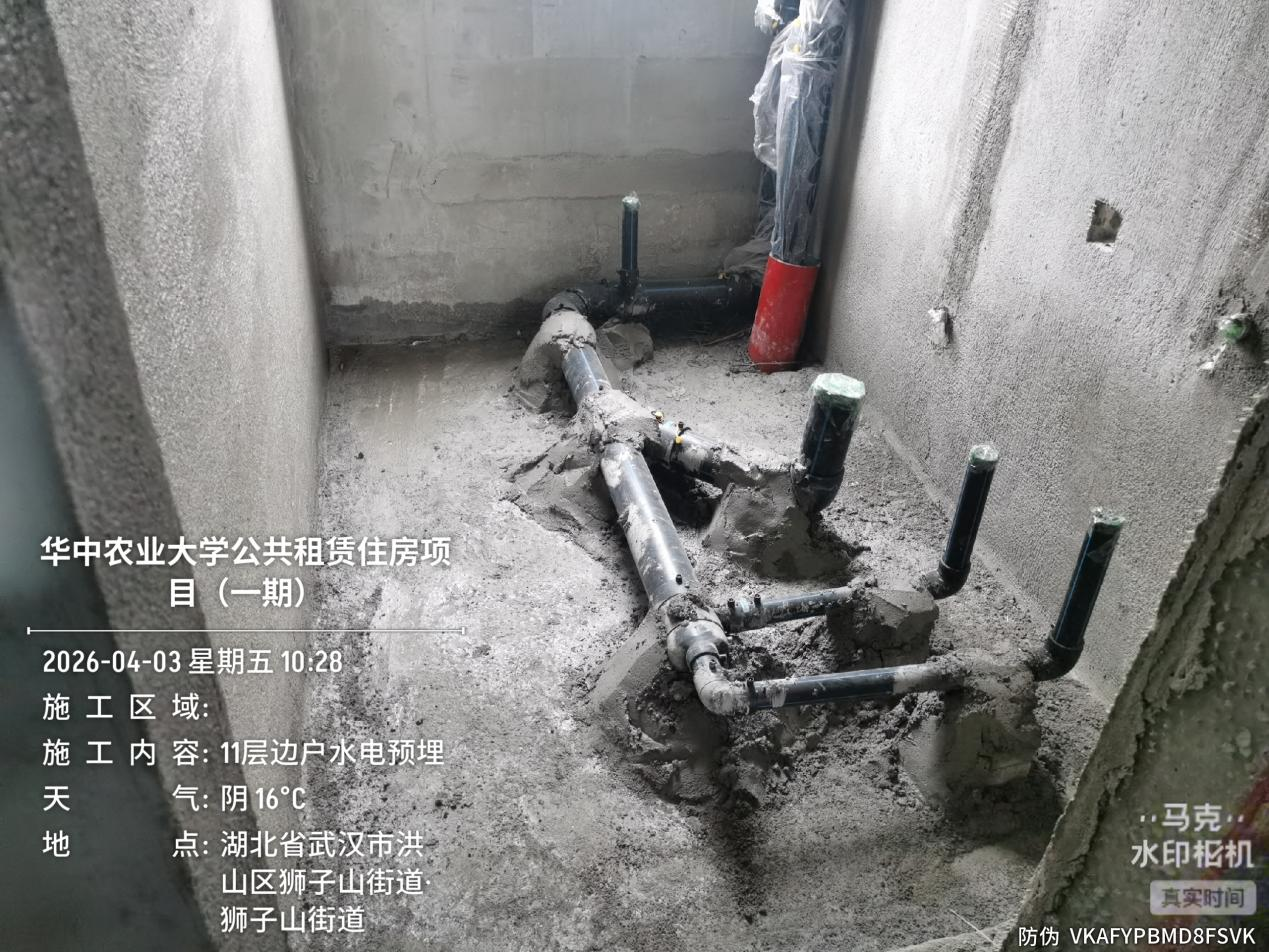 华中农业大学公共租赁住房项
目（一期）
2026-04-03 星期五 10:28
施工区域:
施工内容: 11层边户水电预埋
天气: 阴 16°C
地点: 湖北省武汉市洪
山区狮子山街道·
狮子山街道
马克
水印相机
真实时间
防伪 VKAFYPBMD8FSVK